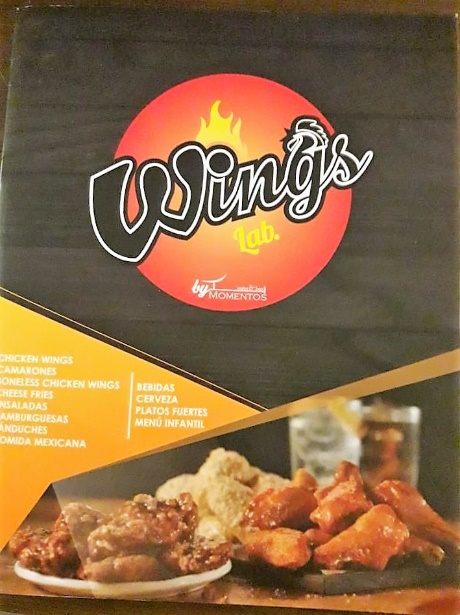 Wings
Lab.
by
MOMENTOS
CHICKEN WINGS
CAMARONES
BONELESS CHICKEN WINGS
CHEESE FRIES
NSALADAS
AMBURGUESAS
ÁNDUCHES
OMIDA MEXICANA
BEBIDAS
CERVEZA
PLATOS FUERTES
MENÚ INFANTIL